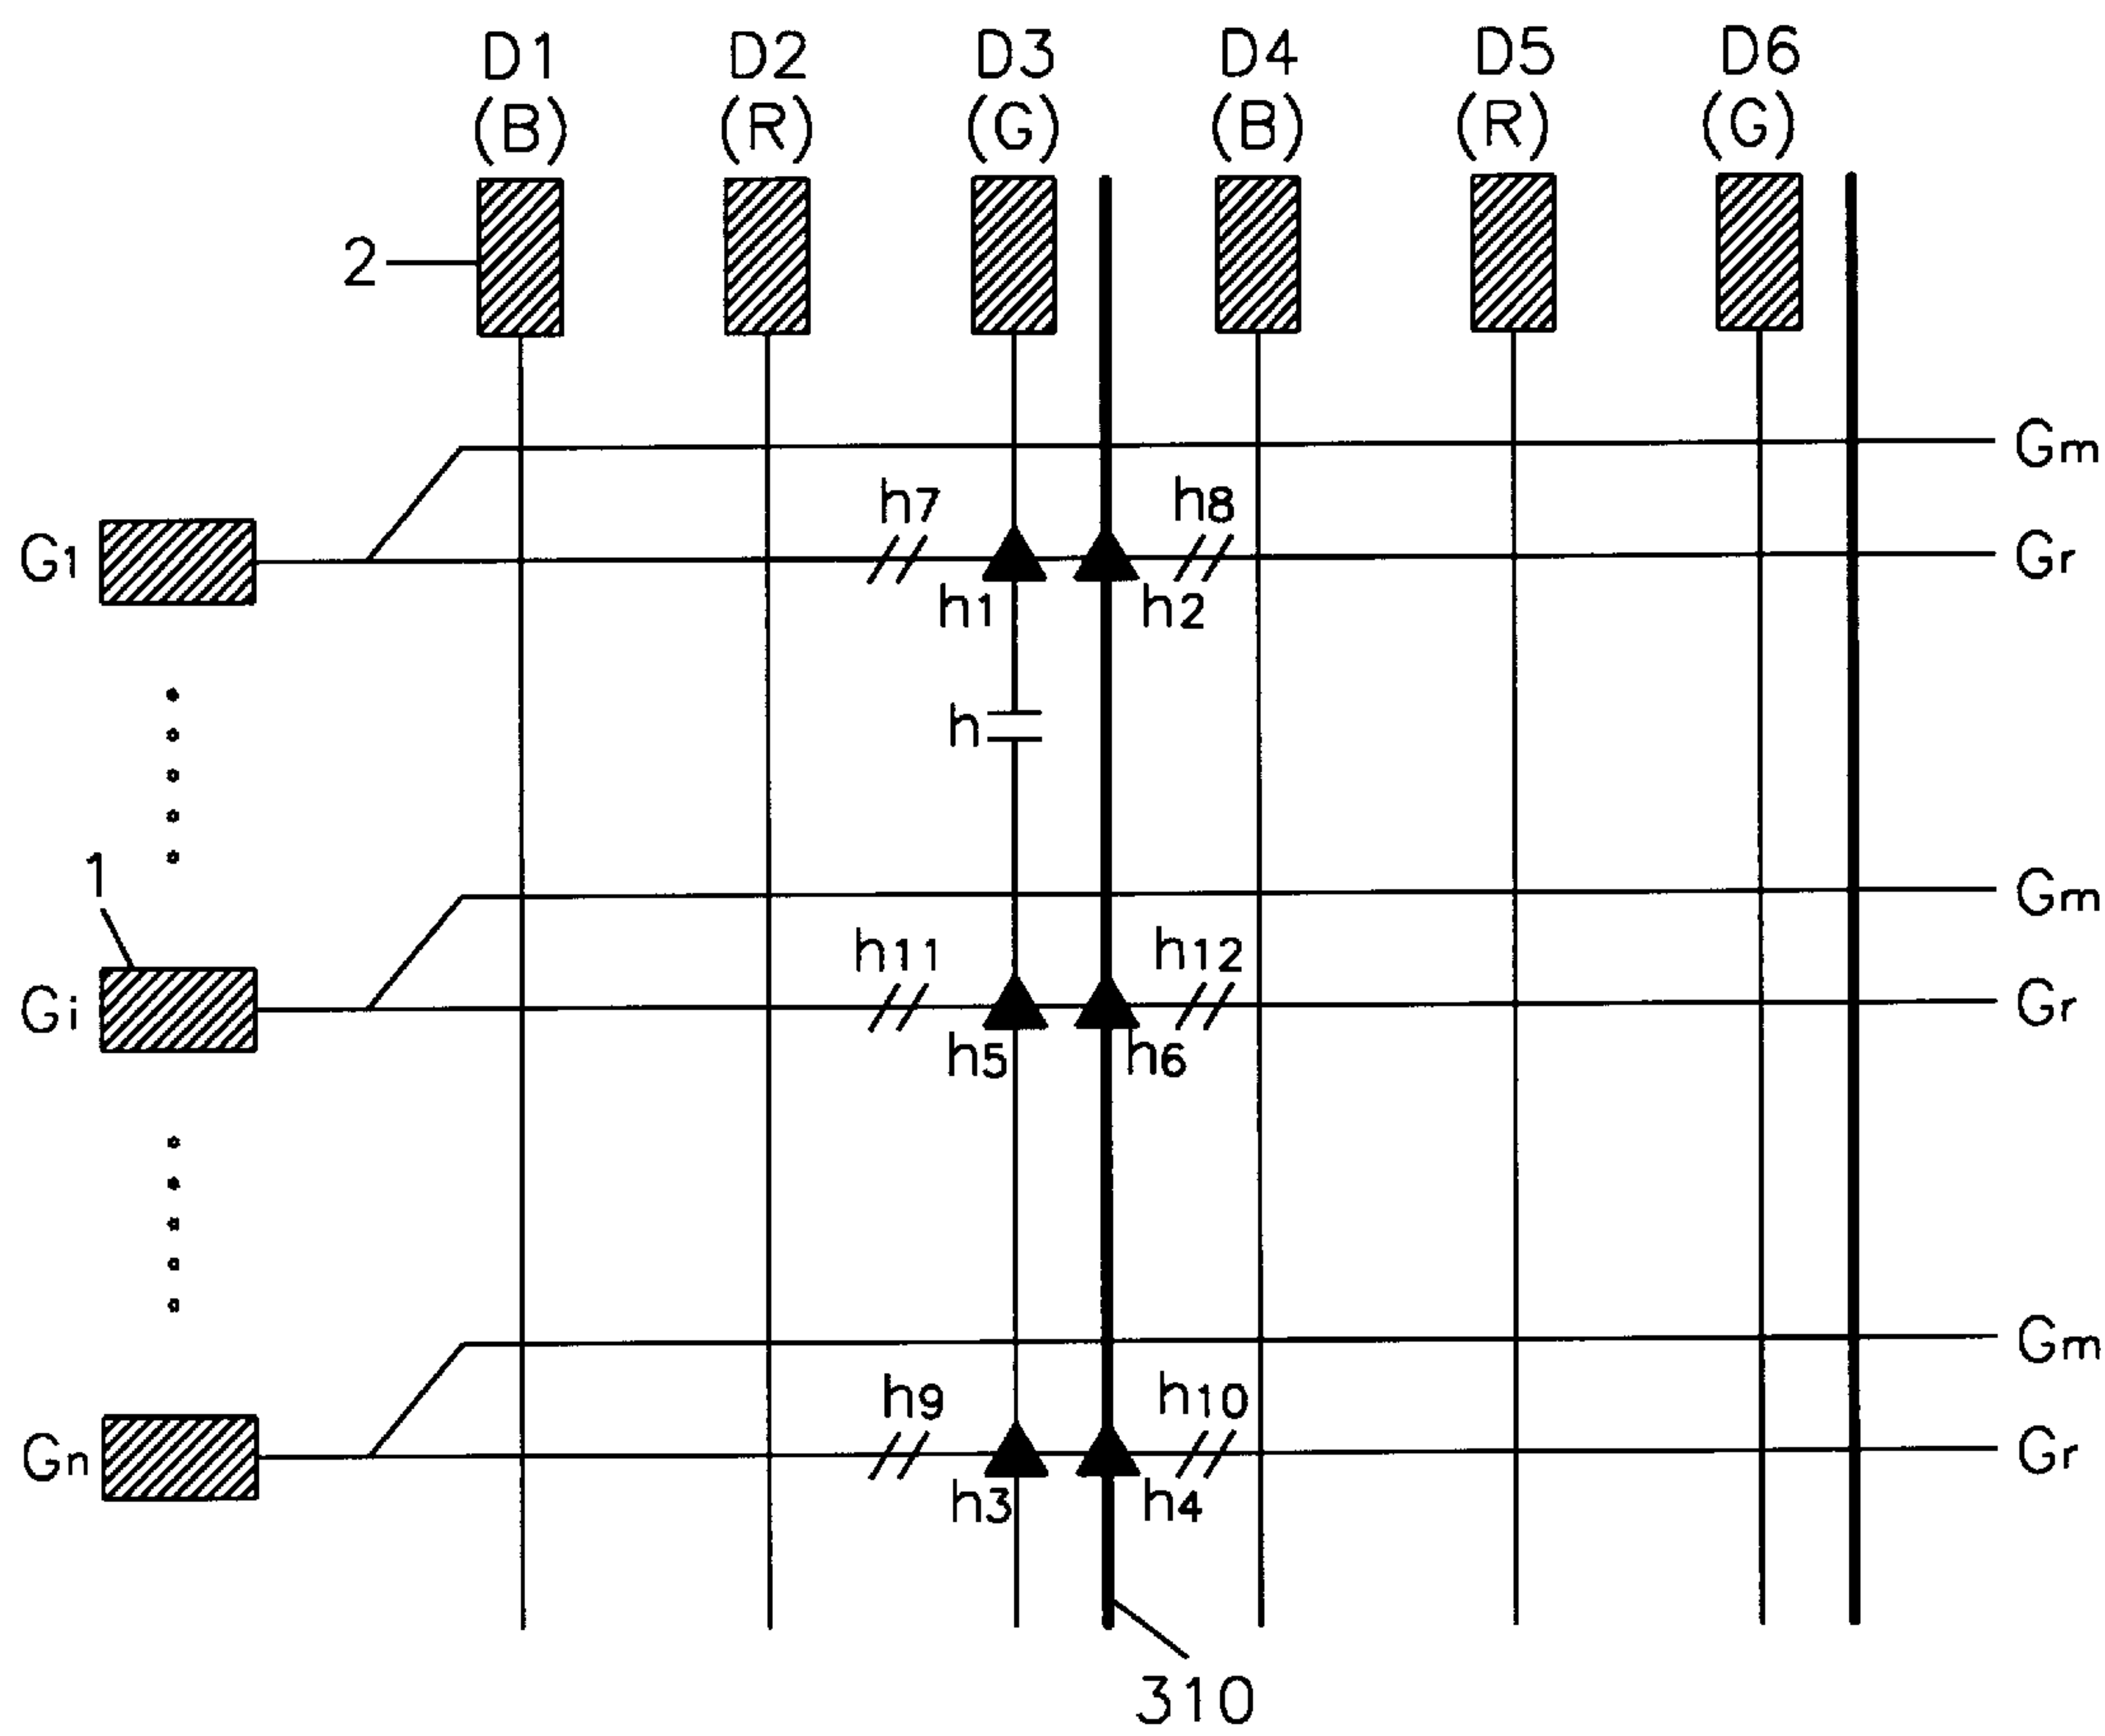 D1 D2 D3 D4 D5 D6
(B) (R) (G) (B) (R) (G)
2
Gm
h7 h8
G1 Gr
h1 h2
h
1
Gm
h11 h12
Gi Gr
h5 h6
Gm
h9 h10
Gn Gr
h3 h4
310